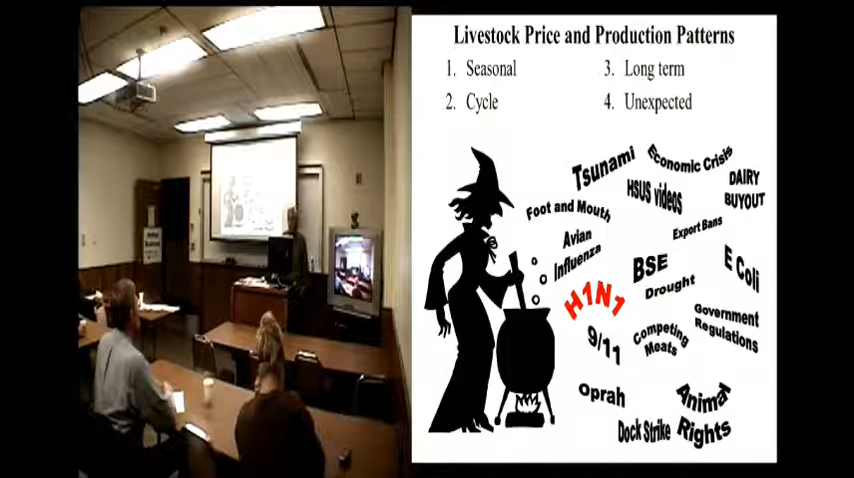 Livestock Price and Production Patterns
1. Seasonal
3. Long term
2. Cycle
4. Unexpected
Tsunami
Economic Crisis
HSUS videos
DAIRY
BUYOUT
Foot and Mouth
Export Bans
Avian
Influenza
BSE
E Coli
Drought
H1N1
Government
Regulations
9/11
Competing
Meats
Oprah
Animal
Rights
Dock Strike